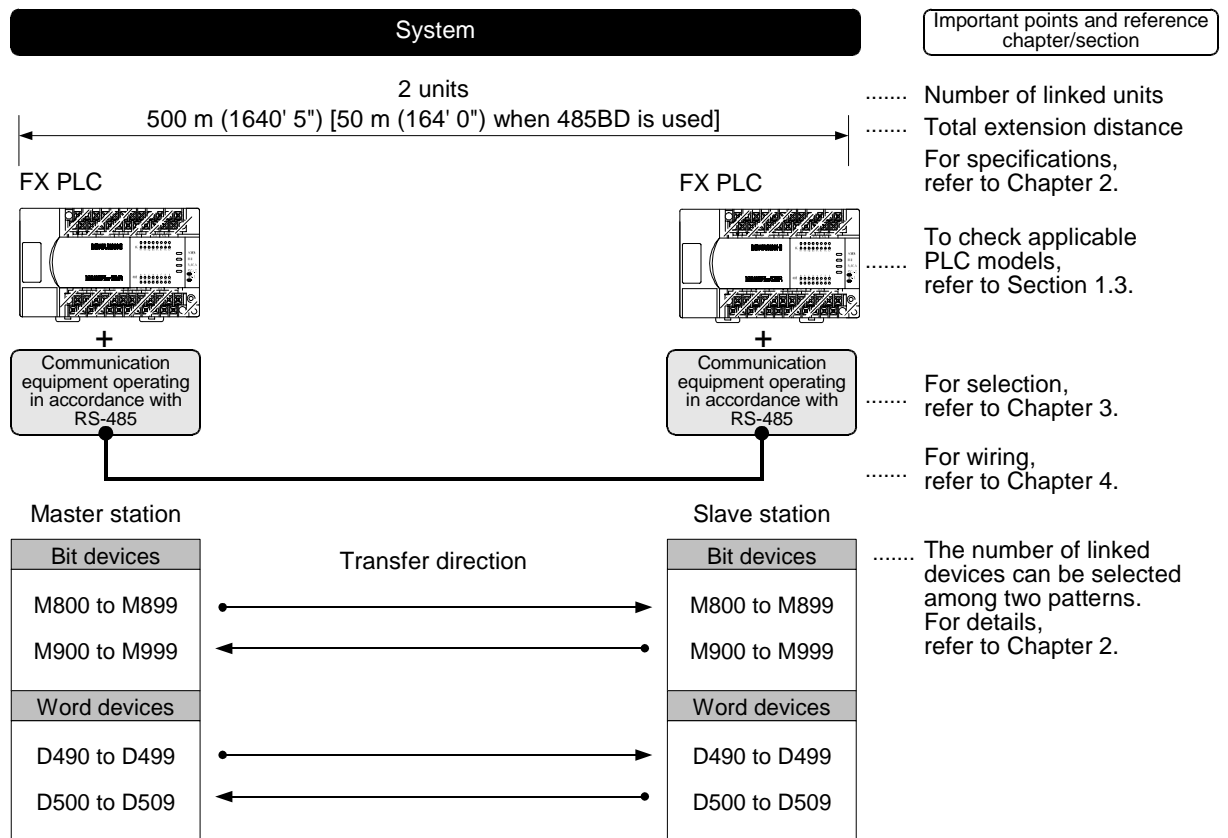 System
Important points and reference
chapter/section
2 units
....... Number of linked units
500 m (1640' 5") [50 m (164' 0") when 485BD is used]
....... Total extension distance
For specifications,
refer to Chapter 2.
FX PLC
FX PLC
To check applicable
....... PLC models,
refer to Section 1.3.
+
+
Communication
equipment operating
in accordance with
RS-485
Communication
equipment operating
in accordance with
RS-485
For selection,
....... refer to Chapter 3.
For wiring,
....... refer to Chapter 4.
Master station
Slave station
Bit devices
Transfer direction
Bit devices
....... The number of linked
devices can be selected
among two patterns.
For details,
refer to Chapter 2.
M800 to M899
M800 to M899
M900 to M999
M900 to M999
Word devices
Word devices
D490 to D499
D490 to D499
D500 to D509
D500 to D509